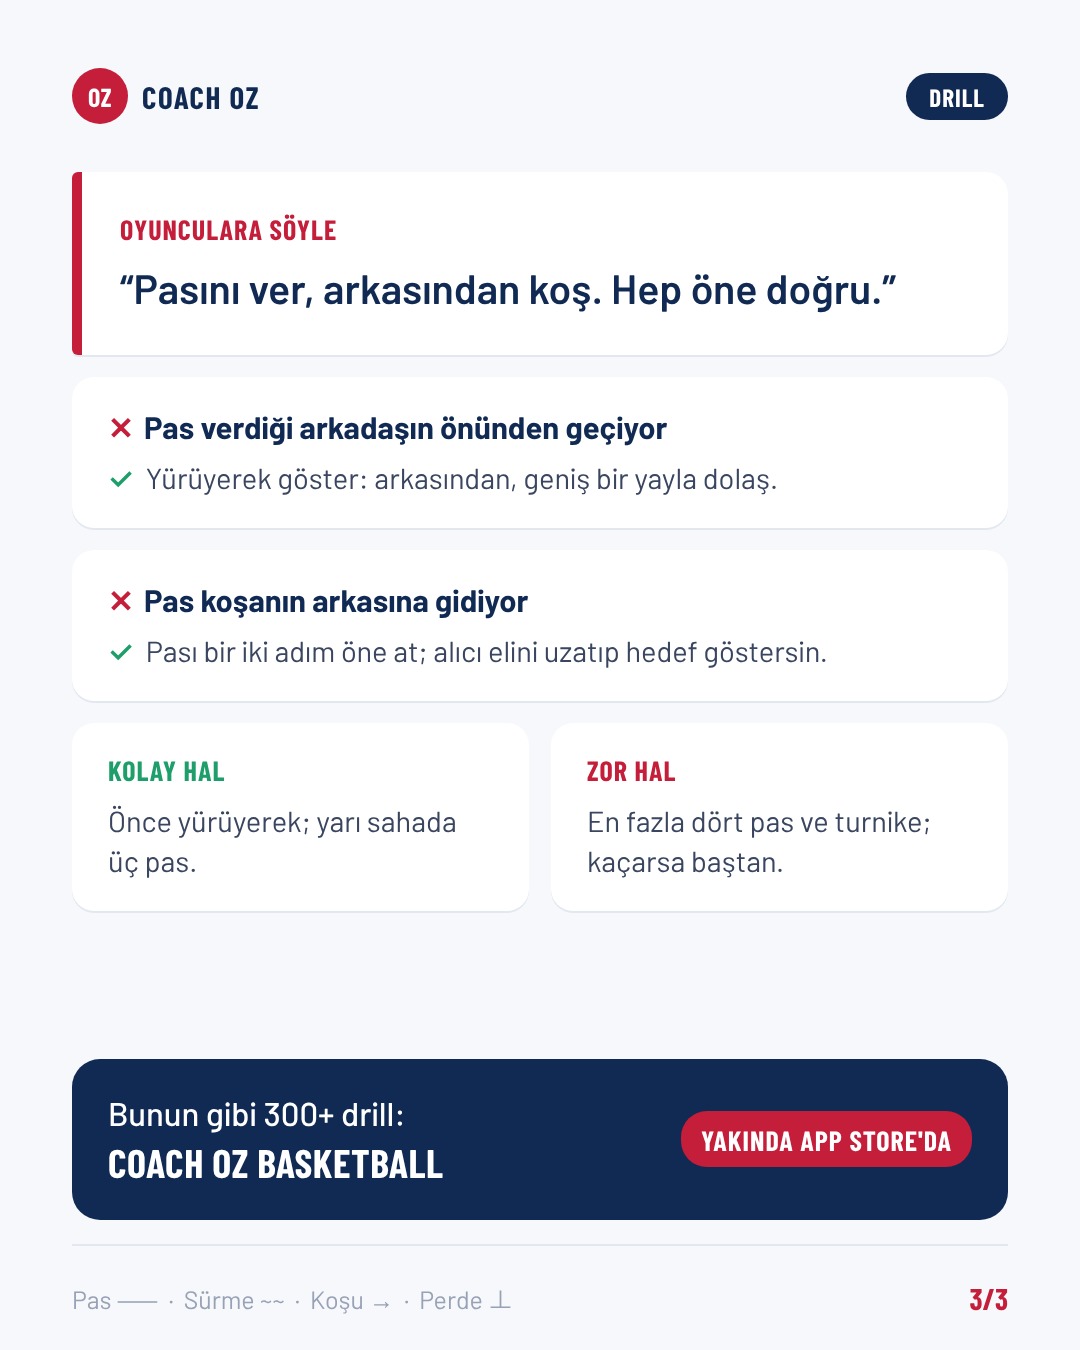 OZ COACH OZ
DRILL
OYUNCULARA SÖYLE
“Pasını ver, arkasından koş. Hep öne doğru.”
✕ Pas verdiği arkadaşın önünden geçiyor
✓ Yürüyerek göster: arkasından, geniş bir yayla dolaş.
✕ Pas koşanın arkasına gidiyor
✓ Pası bir iki adım öne at; alıcı elini uzatıp hedef göstersin.
KOLAY HAL
Önce yürüyerek; yarı sahada
üç pas.
ZOR HAL
En fazla dört pas ve turnike;
kaçarsa baştan.
Bunun gibi 300+ drill:
COACH OZ BASKETBALL
YAKINDA APP STORE'DA
Pas —— · Sürme ~~ · Koşu → · Perde ⊥
3/3